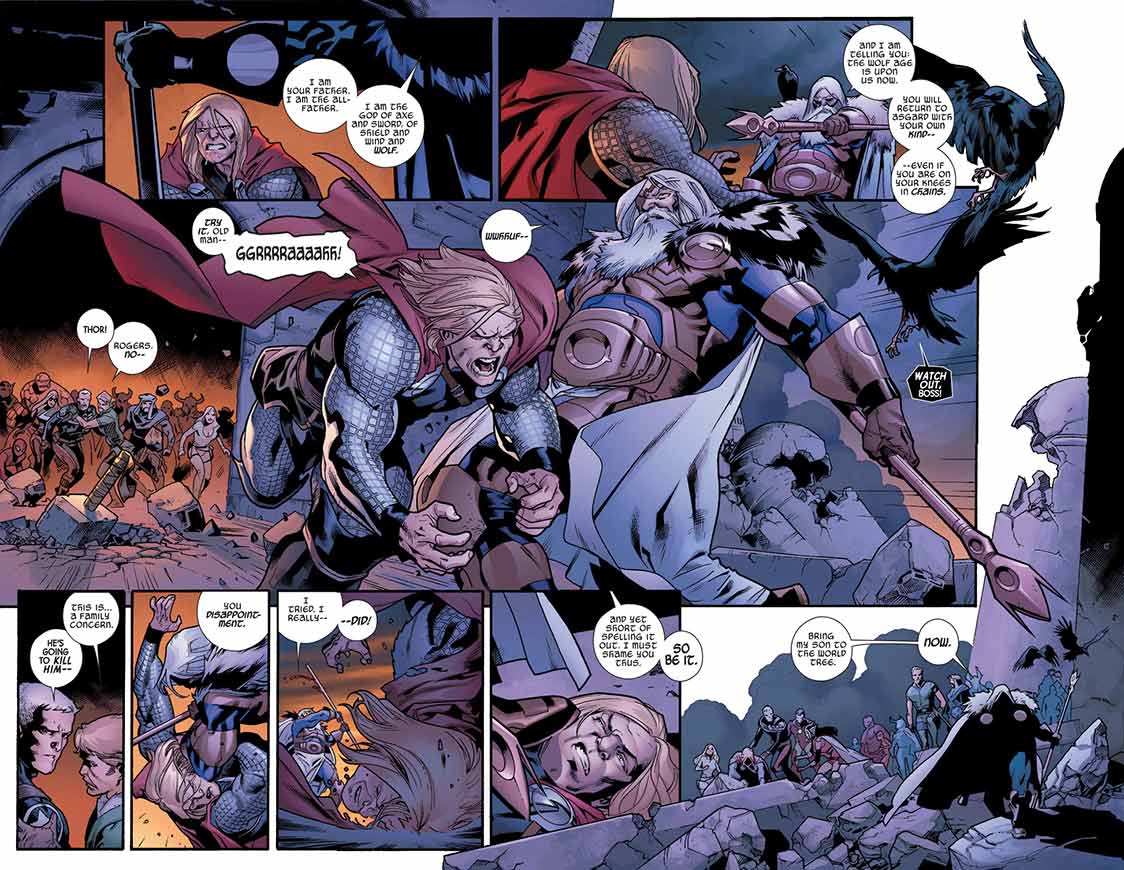 I AM
YOUR FATHER.
I AM THE ALL-
FATHER.
I AM THE
GOD OF AXE
AND SWORD, OF
SHIELD AND
WIND AND
WOLF.
AND I AM
TELLING YOU:
THE WOLF AGE
IS UPON
US NOW.
YOU WILL
RETURN TO
ASGARD WITH
YOUR OWN
KIND--
--EVEN IF
YOU ARE ON
YOUR KNEES
IN CHAINS.
TRY
IT, OLD
MAN--
GGRRRRAAAAHH!
WWHHUF--
THOR!
ROGERS,
NO--
WATCH
OUT,
BOSS!
THIS IS...
A FAMILY
CONCERN.
HE'S
GOING
TO KILL
HIM--
YOU
DISAPPOINT-
MENT.
I
TRIED. I
REALLY--
--DID!
AND YET
SHORT OF
SPELLING IT
OUT, I MUST
SHAME YOU
THUS.
SO
BE IT.
BRING
MY SON TO
THE WORLD
TREE.
NOW.